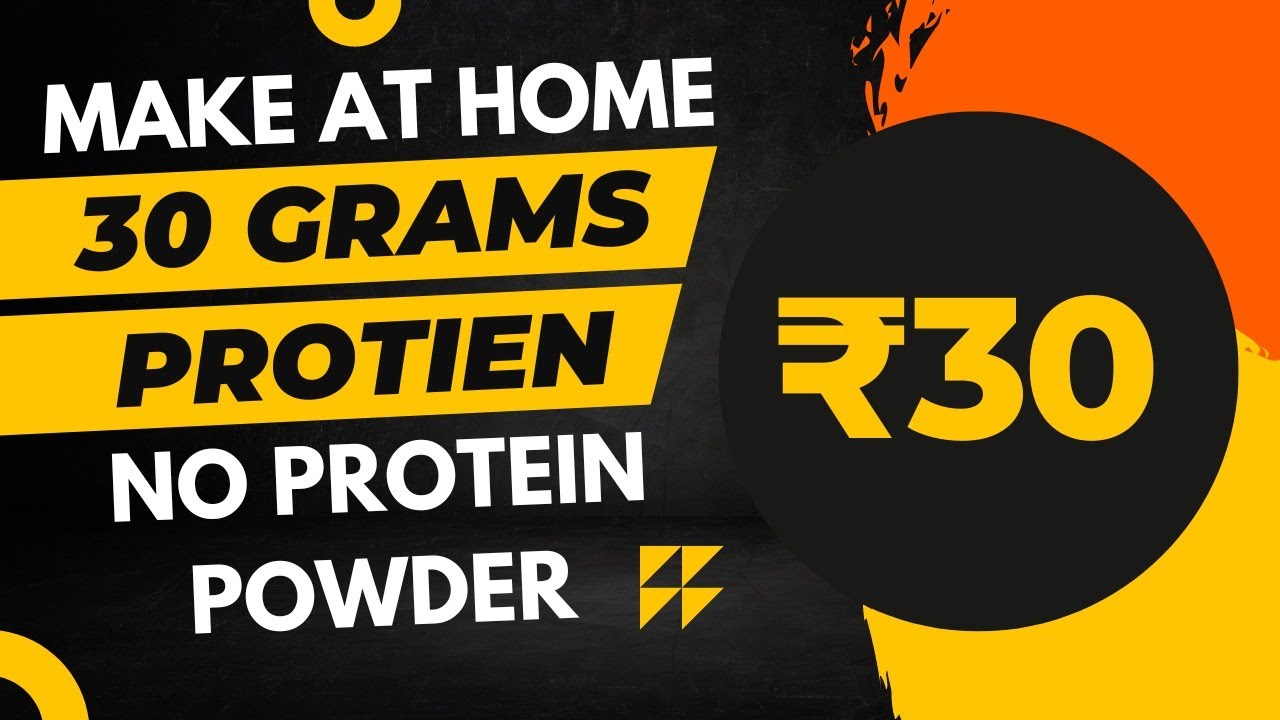 MAKE AT HOME
30 GRAMS
PROTIEN
NO PROTEIN
POWDER
₹30